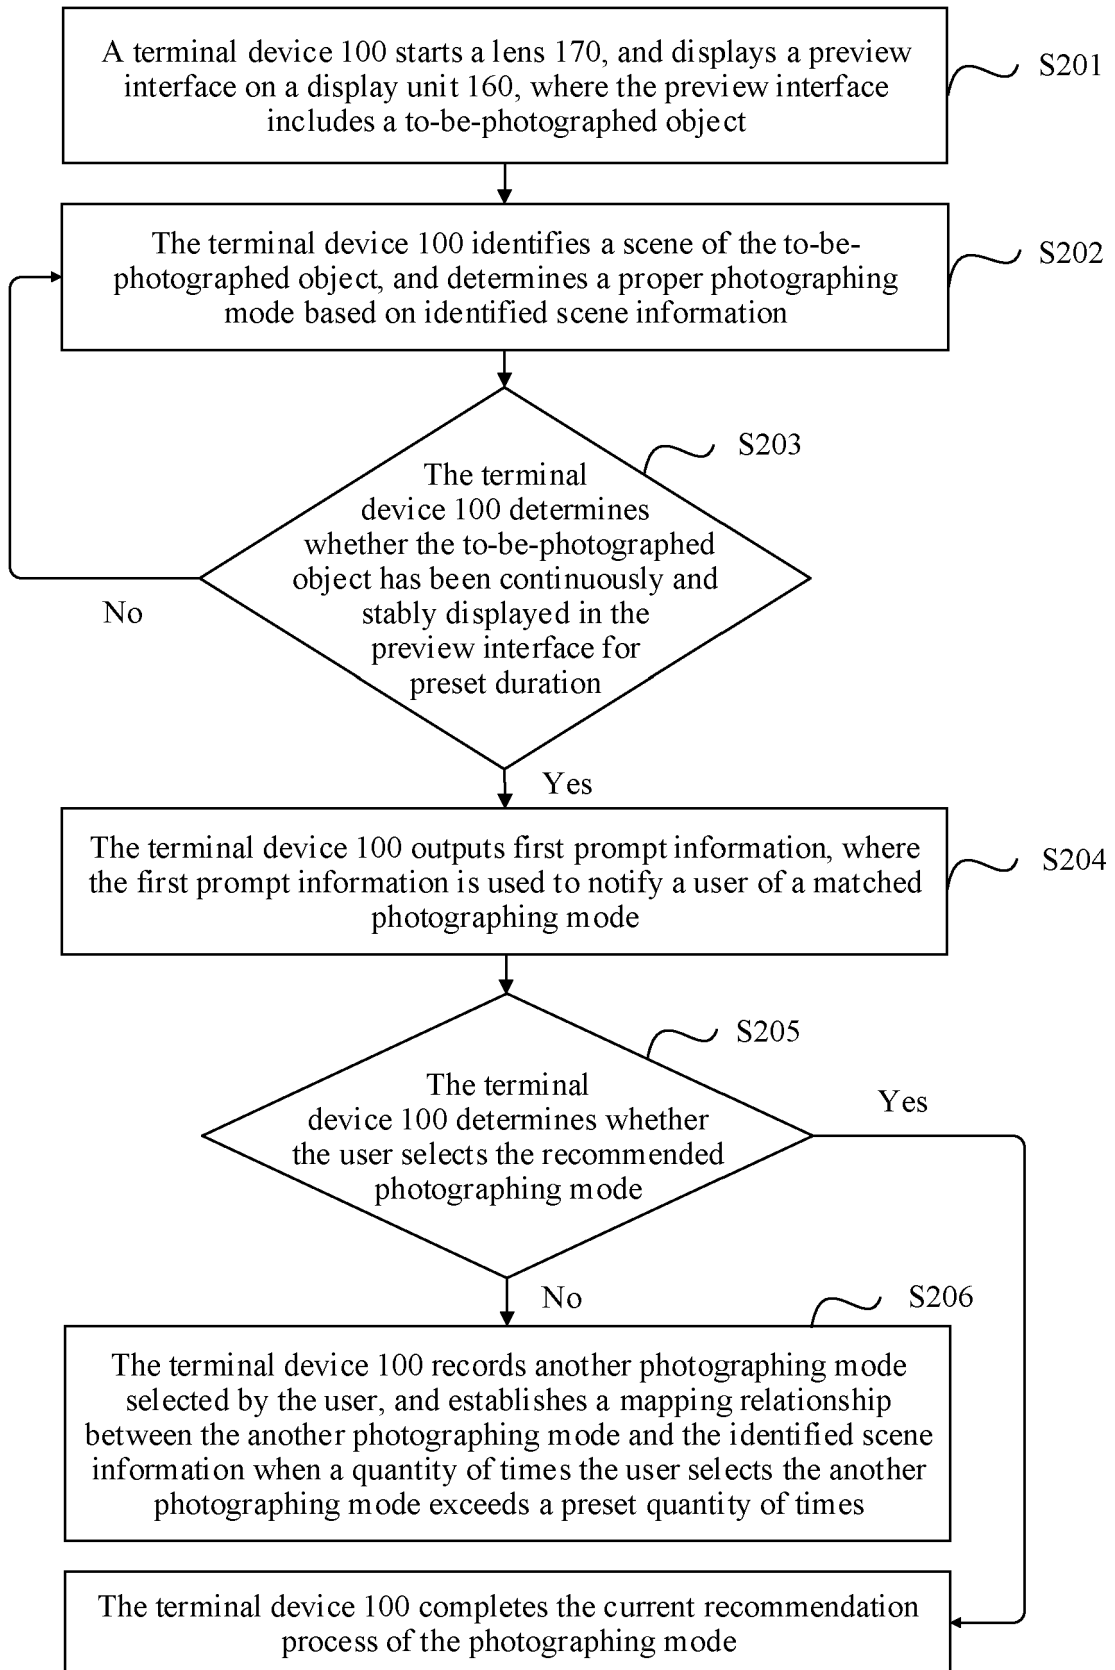 A terminal device 100 starts a lens 170, and displays a preview
interface on a display unit 160, where the preview interface
includes a to-be-photographed object
S201
The terminal device 100 identifies a scene of the to-be-
photographed object, and determines a proper photographing
mode based on identified scene information
S202
S203
The terminal
device 100 determines
whether the to-be-photographed
object has been continuously and
stably displayed in the
preview interface for
preset duration
No
Yes
The terminal device 100 outputs first prompt information, where
the first prompt information is used to notify a user of a matched
photographing mode
S204
S205
The terminal
device 100 determines whether
the user selects the recommended
photographing mode
Yes
No
S206
The terminal device 100 records another photographing mode
selected by the user, and establishes a mapping relationship
between the another photographing mode and the identified scene
information when a quantity of times the user selects the another
photographing mode exceeds a preset quantity of times
The terminal device 100 completes the current recommendation
process of the photographing mode